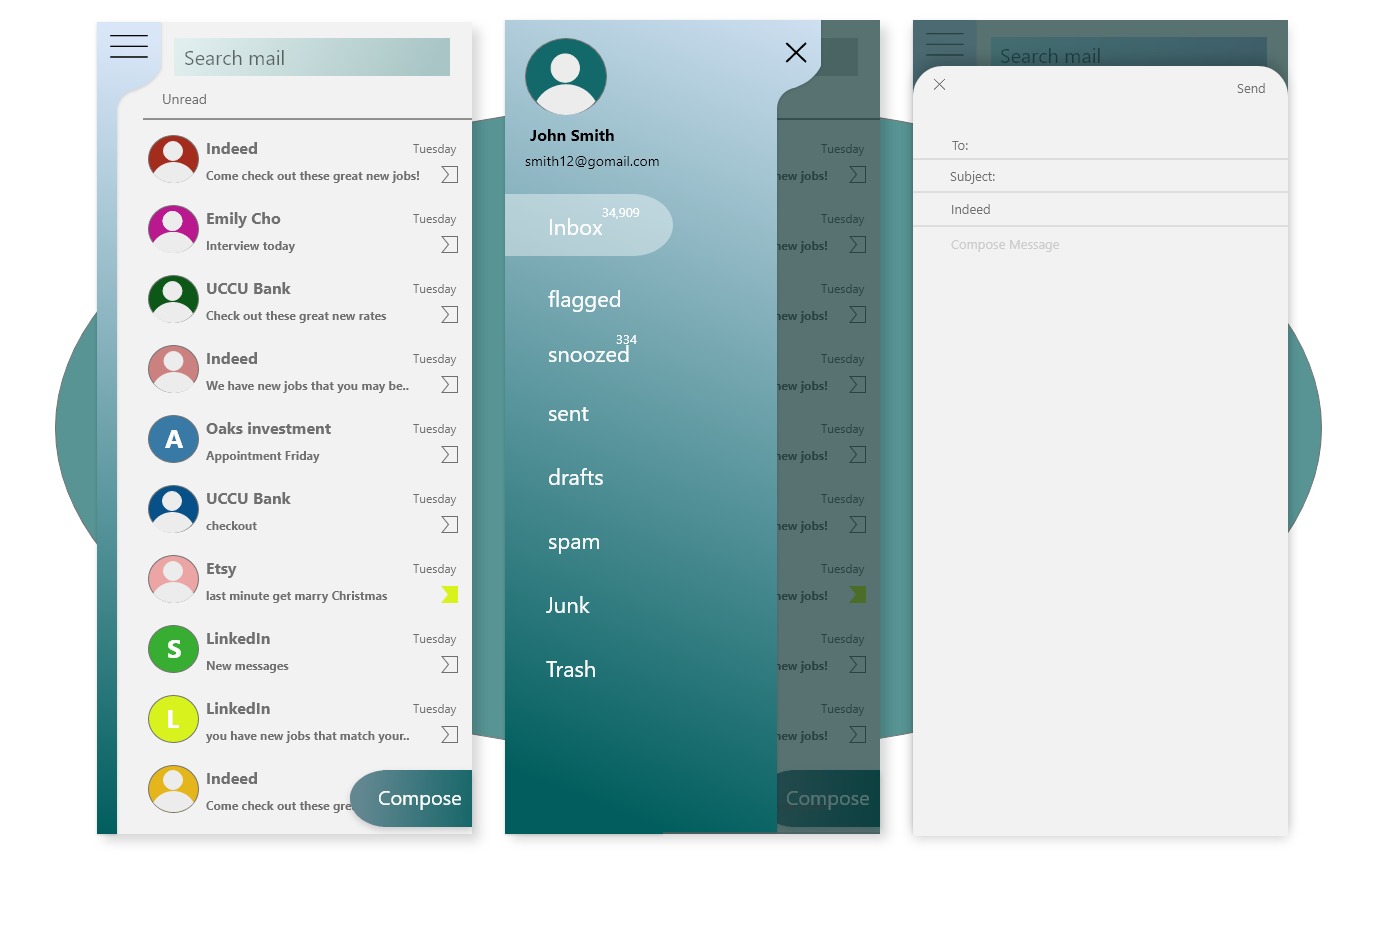 Search mail
Unread
Indeed Tuesday
Come check out these great new jobs!
Emily Cho Tuesday
Interview today
UCCU Bank Tuesday
Check out these great new rates
Indeed Tuesday
We have new jobs that you may be..
A
Oaks investment Tuesday
Appointment Friday
UCCU Bank Tuesday
checkout
Etsy Tuesday
last minute get marry Christmas
S
LinkedIn Tuesday
New messages
L
LinkedIn Tuesday
you have new jobs that match your..
Indeed
Come check out these gre
Compose
John Smith
smith12@gomail.com
Inbox 34,909
flagged
snoozed 334
sent
drafts
spam
Junk
Trash
Tuesday
new jobs!
Tuesday
new jobs!
Tuesday
new jobs!
Tuesday
new jobs!
Tuesday
new jobs!
Tuesday
new jobs!
Tuesday
new jobs!
Tuesday
new jobs!
Tuesday
new jobs!
Compose
Search mail
Send
To:
Subject:
Indeed
Compose Message